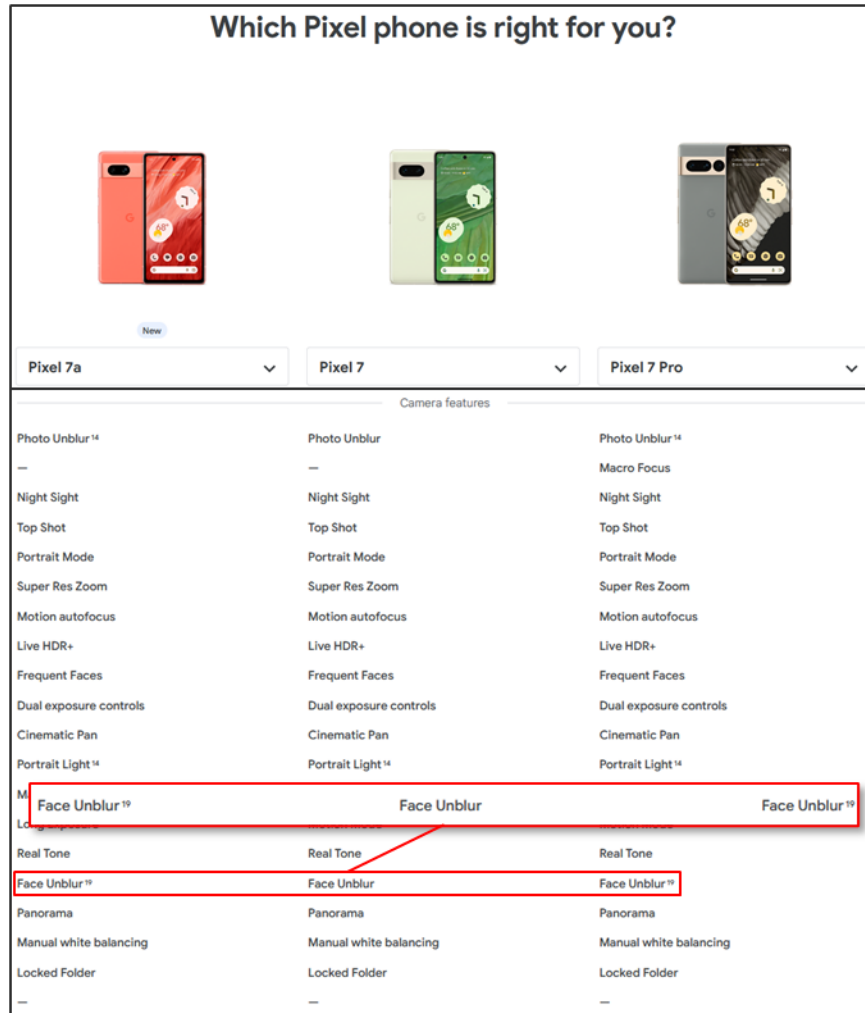 Which Pixel phone is right for you?
68°
68°
68°
New
Pixel 7a Pixel 7 Pixel 7 Pro
Camera features
Photo Unblur¹⁴ Photo Unblur Photo Unblur¹⁴
— — Macro Focus
Night Sight Night Sight Night Sight
Top Shot Top Shot Top Shot
Portrait Mode Portrait Mode Portrait Mode
Super Res Zoom Super Res Zoom Super Res Zoom
Motion autofocus Motion autofocus Motion autofocus
Live HDR+ Live HDR+ Live HDR+
Frequent Faces Frequent Faces Frequent Faces
Dual exposure controls Dual exposure controls Dual exposure controls
Cinematic Pan Cinematic Pan Cinematic Pan
Portrait Light¹⁴ Portrait Light¹⁴ Portrait Light¹⁴
Face Unblur¹⁹ Face Unblur Face Unblur¹⁹
Real Tone Real Tone Real Tone
Face Unblur¹⁹ Face Unblur Face Unblur¹⁹
Panorama Panorama Panorama
Manual white balancing Manual white balancing Manual white balancing
Locked Folder Locked Folder Locked Folder
— — —